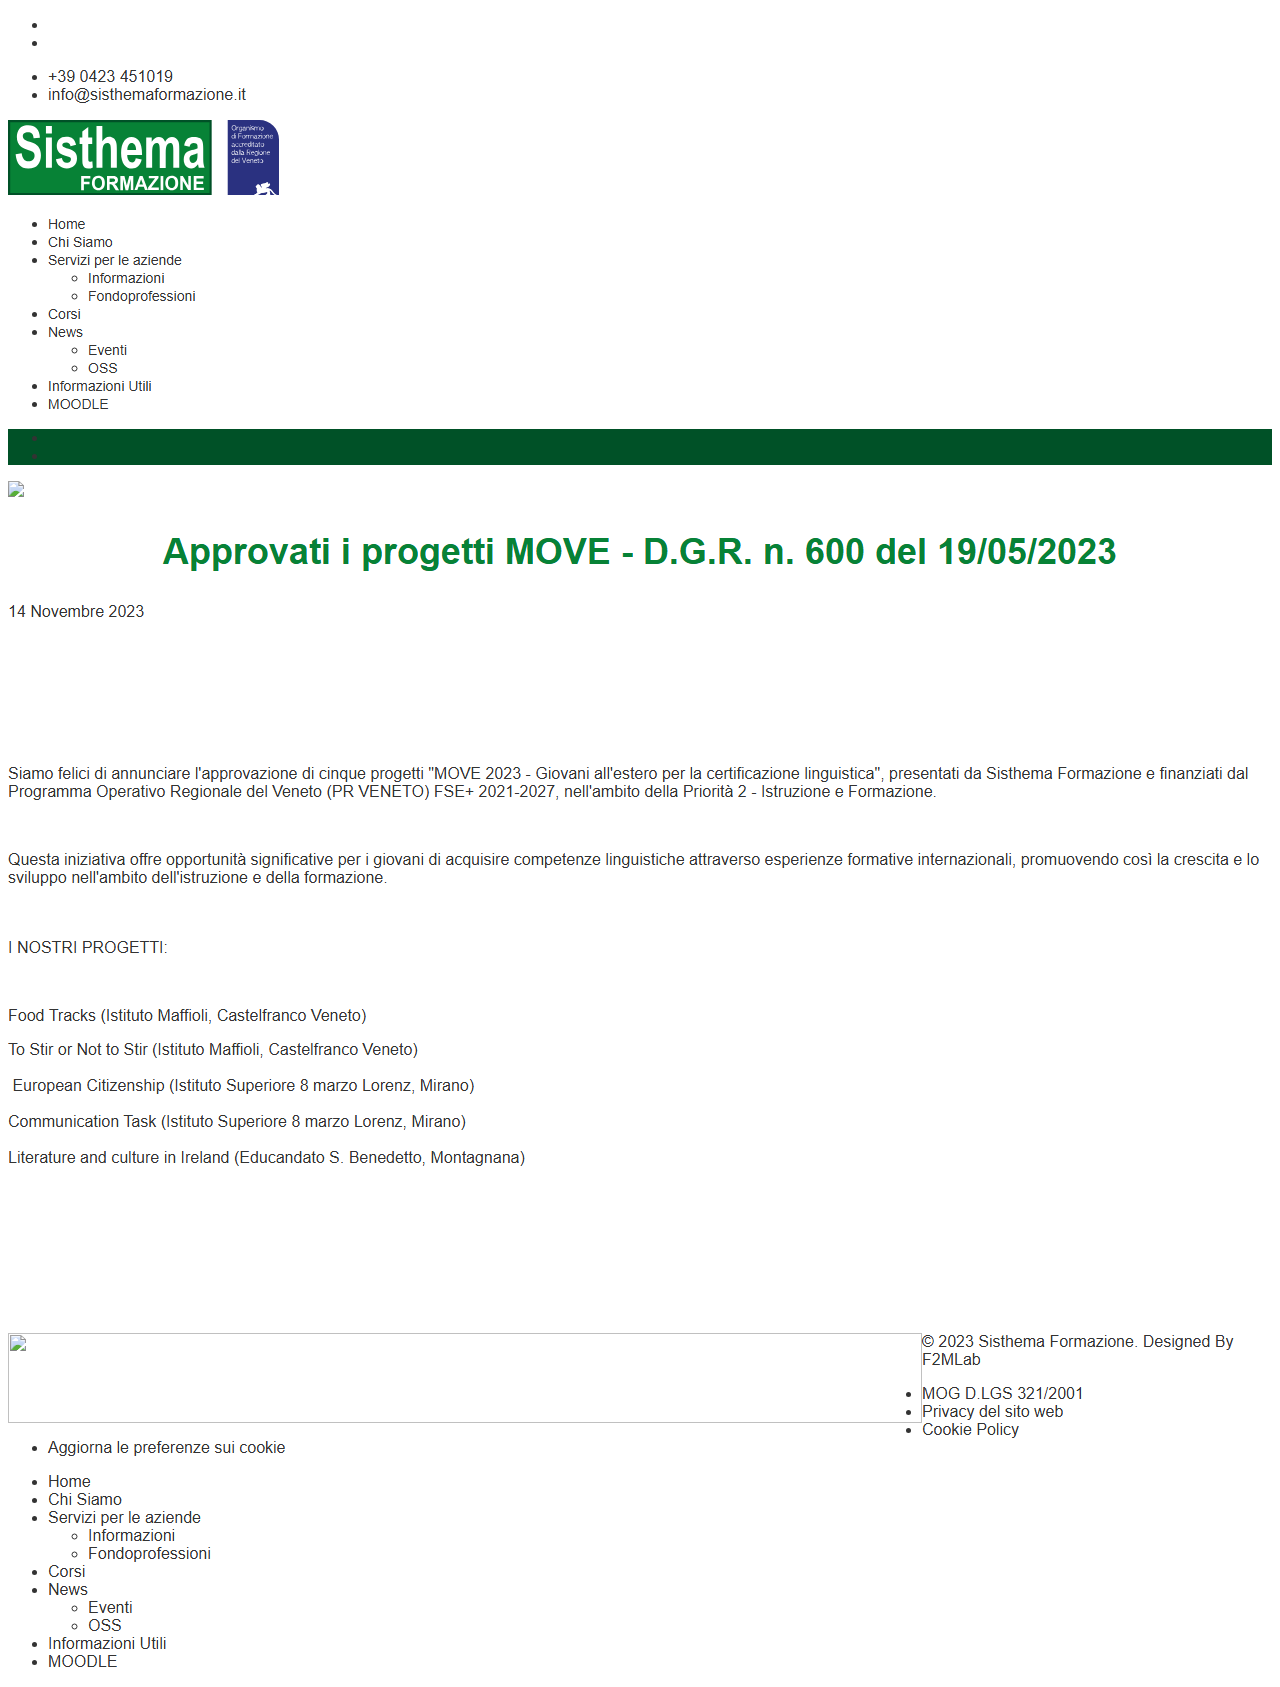 +39 0423 451019
info@sisthemaformazione.it
Sisthema
FORMAZIONE
Organismo
di Formazione
accreditato
dalla Regione
del Veneto
Home
Chi Siamo
Servizi per le aziende
Informazioni
Fondoprofessioni
Corsi
News
Eventi
OSS
Informazioni Utili
MOODLE
Approvati i progetti MOVE - D.G.R. n. 600 del 19/05/2023
14 Novembre 2023
Siamo felici di annunciare l'approvazione di cinque progetti "MOVE 2023 - Giovani all'estero per la certificazione linguistica", presentati da Sisthema Formazione e finanziati dal
Programma Operativo Regionale del Veneto (PR VENETO) FSE+ 2021-2027, nell'ambito della Priorità 2 - Istruzione e Formazione.
Questa iniziativa offre opportunità significative per i giovani di acquisire competenze linguistiche attraverso esperienze formative internazionali, promuovendo così la crescita e lo
sviluppo nell'ambito dell'istruzione e della formazione.
I NOSTRI PROGETTI:
Food Tracks (Istituto Maffioli, Castelfranco Veneto)
To Stir or Not to Stir (Istituto Maffioli, Castelfranco Veneto)
European Citizenship (Istituto Superiore 8 marzo Lorenz, Mirano)
Communication Task (Istituto Superiore 8 marzo Lorenz, Mirano)
Literature and culture in Ireland (Educandato S. Benedetto, Montagnana)
© 2023 Sisthema Formazione. Designed By
F2MLab
MOG D.LGS 321/2001
Privacy del sito web
Cookie Policy
Aggiorna le preferenze sui cookie
Home
Chi Siamo
Servizi per le aziende
Informazioni
Fondoprofessioni
Corsi
News
Eventi
OSS
Informazioni Utili
MOODLE